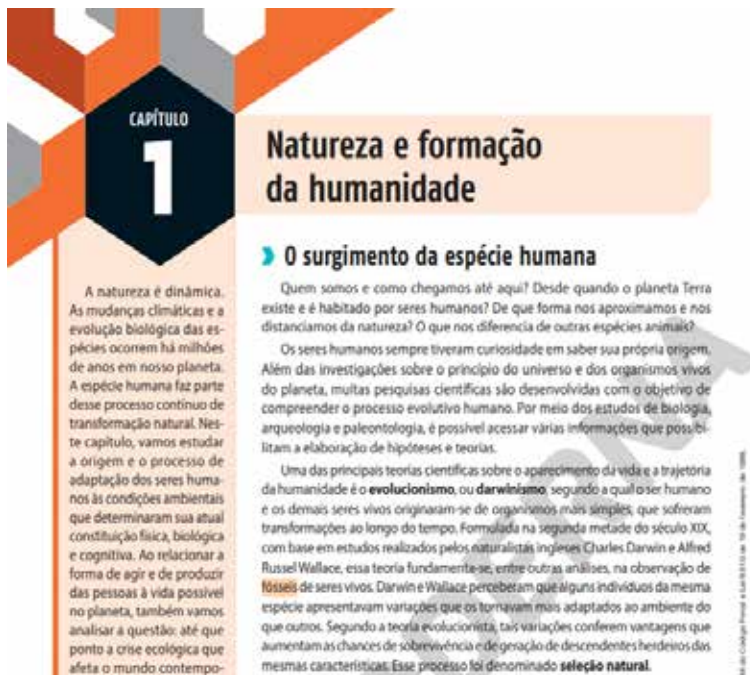 CAPÍTULO
1
Natureza e formação
da humanidade
A natureza é dinâmica.
As mudanças climáticas e a
evolução biológica das es-
pécies ocorrem há milhões
de anos em nosso planeta.
A espécie humana faz parte
desse processo contínuo de
transformação natural. Nes-
te capítulo, vamos estudar
a origem e o processo de
adaptação dos seres huma-
nos às condições ambientais
que determinaram sua atual
constituição física, biológica
e cognitiva. Ao relacionar a
forma de agir e de produzir
das pessoas à vida possível
no planeta, também vamos
analisar a questão: até que
ponto a crise ecológica que
afeta o mundo contempo-
O surgimento da espécie humana
Quem somos e como chegamos até aqui? Desde quando o planeta Terra
existe e é habitado por seres humanos? De que forma nos aproximamos e nos
distanciamos da natureza? O que nos diferencia de outras espécies animais?
Os seres humanos sempre tiveram curiosidade em saber sua própria origem.
Além das investigações sobre o princípio do universo e dos organismos vivos
do planeta, muitas pesquisas científicas são desenvolvidas com o objetivo de
compreender o processo evolutivo humano. Por meio dos estudos de biologia,
arqueologia e paleontologia, é possível acessar várias informações que possibi-
litam a elaboração de hipóteses e teorias.
Uma das principais teorias científicas sobre o aparecimento da vida e a trajetória
da humanidade é o evolucionismo, ou darwinismo, segundo a qual o ser humano
e os demais seres vivos originaram-se de organismos mais simples, que sofreram
transformações ao longo do tempo. Formulada na segunda metade do século XIX,
com base em estudos realizados pelos naturalistas ingleses Charles Darwin e Alfred
Russel Wallace, essa teoria fundamenta-se, entre outras análises, na observação de
fósseis de seres vivos. Darwin e Wallace perceberam que alguns indivíduos da mesma
espécie apresentavam variações que os tornavam mais adaptados ao ambiente do
que outros. Segundo a teoria evolucionista, tais variações conferem vantagens que
aumentam as chances de sobrevivência e de geração de descendentes herdeiros das
mesmas características. Esse processo foi denominado seleção natural.
do Código Penal e Lei 9.610 de 19 de fevereiro de 1998.
DERNA